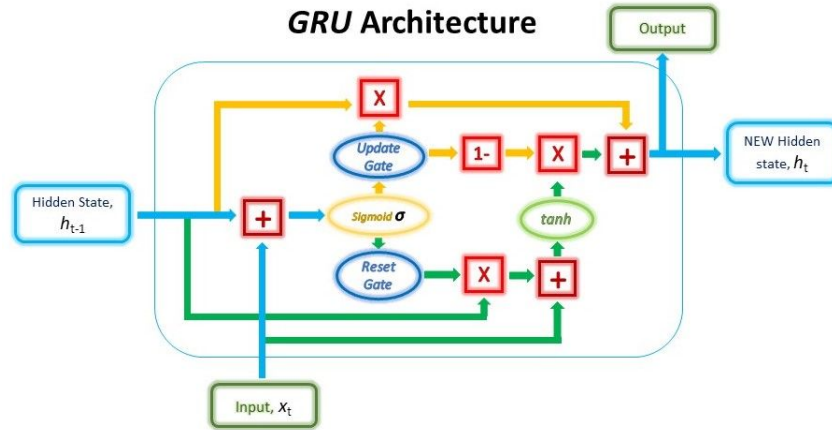 GRU Architecture
Output
X
Update
Gate
1-
X
+
NEW Hidden
state, ht
Hidden State,
ht-1
+
Sigmoid σ
tanh
Reset
Gate
X
+
Input, xt